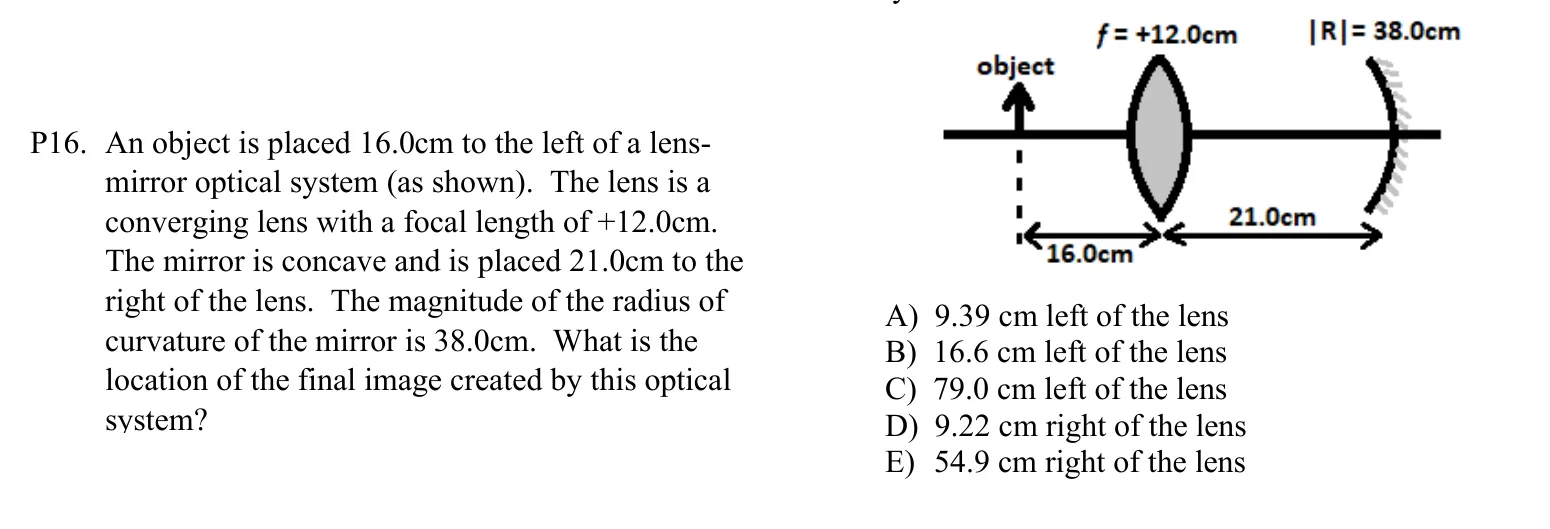 P16. An object is placed 16.0cm to the left of a lens-
mirror optical system (as shown). The lens is a
converging lens with a focal length of +12.0cm.
The mirror is concave and is placed 21.0cm to the
right of the lens. The magnitude of the radius of
curvature of the mirror is 38.0cm. What is the
location of the final image created by this optical
system?
f = +12.0cm
|R|= 38.0cm
object
21.0cm
16.0cm
A) 9.39 cm left of the lens
B) 16.6 cm left of the lens
C) 79.0 cm left of the lens
D) 9.22 cm right of the lens
E) 54.9 cm right of the lens